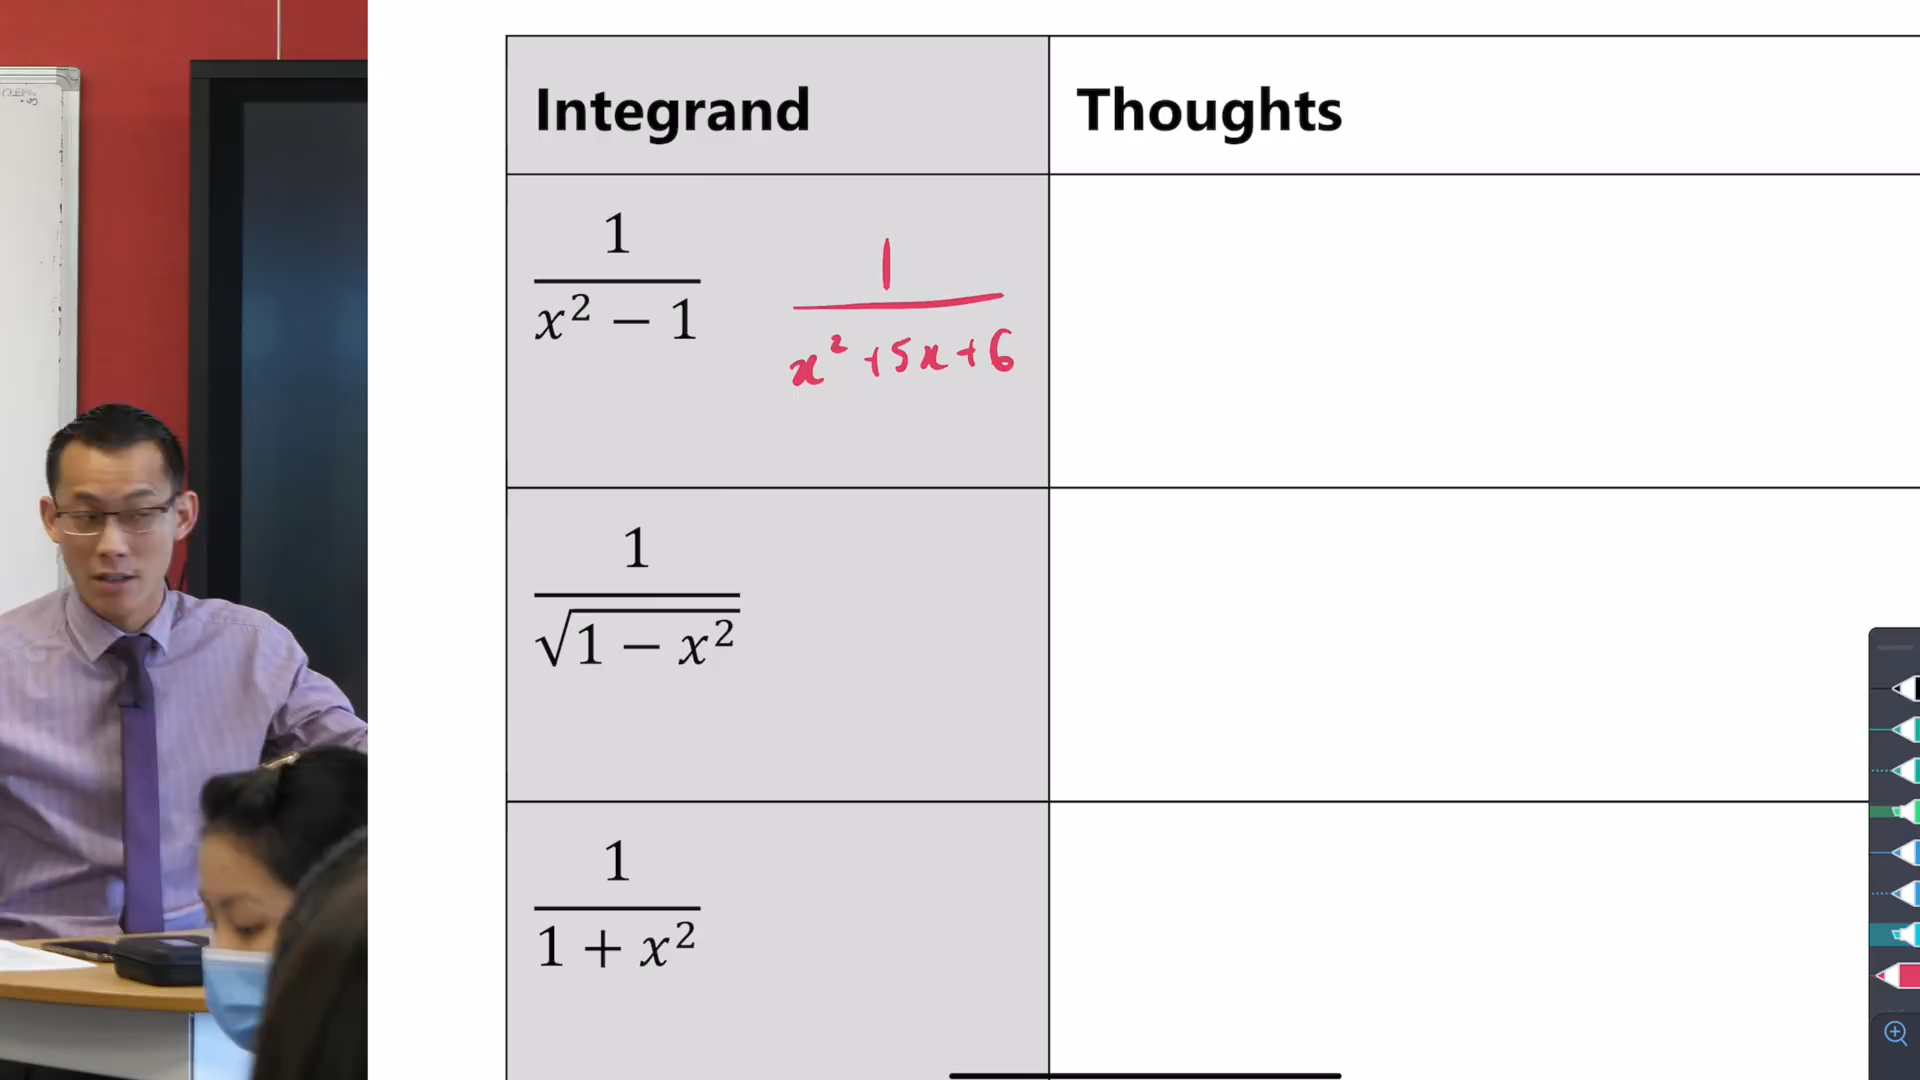 Integrand
Thoughts
1
x² − 1
1
x² + 5x + 6
1
√1 − x²
1
1 + x²